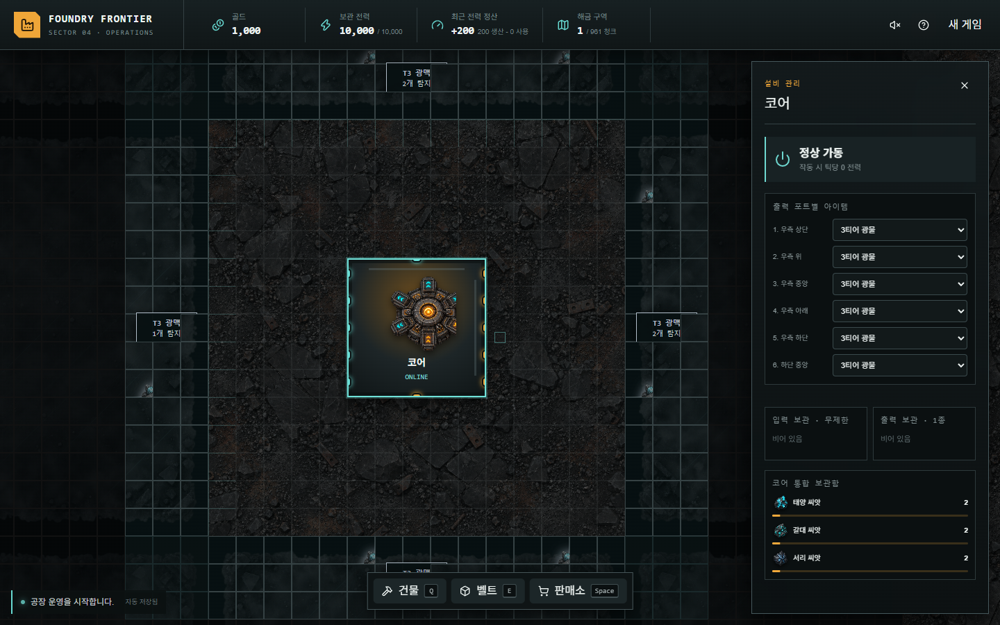 FOUNDRY FRONTIER
SECTOR 04 · OPERATIONS
골드
1,000
보관 전력
10,000 / 10,000
최근 전력 정산
+200 200 생산 - 0 사용
해금 구역
1 / 961 청크
새 게임
T3 광맥
2개 탐지
T3 광맥
1개 탐지
T3 광맥
2개 탐지
코어
ONLINE
T3 광맥
건물 Q
벨트 E
판매소 Space
공장 운영을 시작합니다. 자동 저장됨
설비 관리
코어
정상 가동
작동 시 틱당 0 전력
출력 포트별 아이템
1. 우측 상단 3티어 광물
2. 우측 위 3티어 광물
3. 우측 중앙 3티어 광물
4. 우측 아래 3티어 광물
5. 우측 하단 3티어 광물
6. 하단 중앙 3티어 광물
입력 보관 · 무제한
비어 있음
출력 보관 · 1종
비어 있음
코어 통합 보관함
태양 씨앗 2
갈대 씨앗 2
서리 씨앗 2